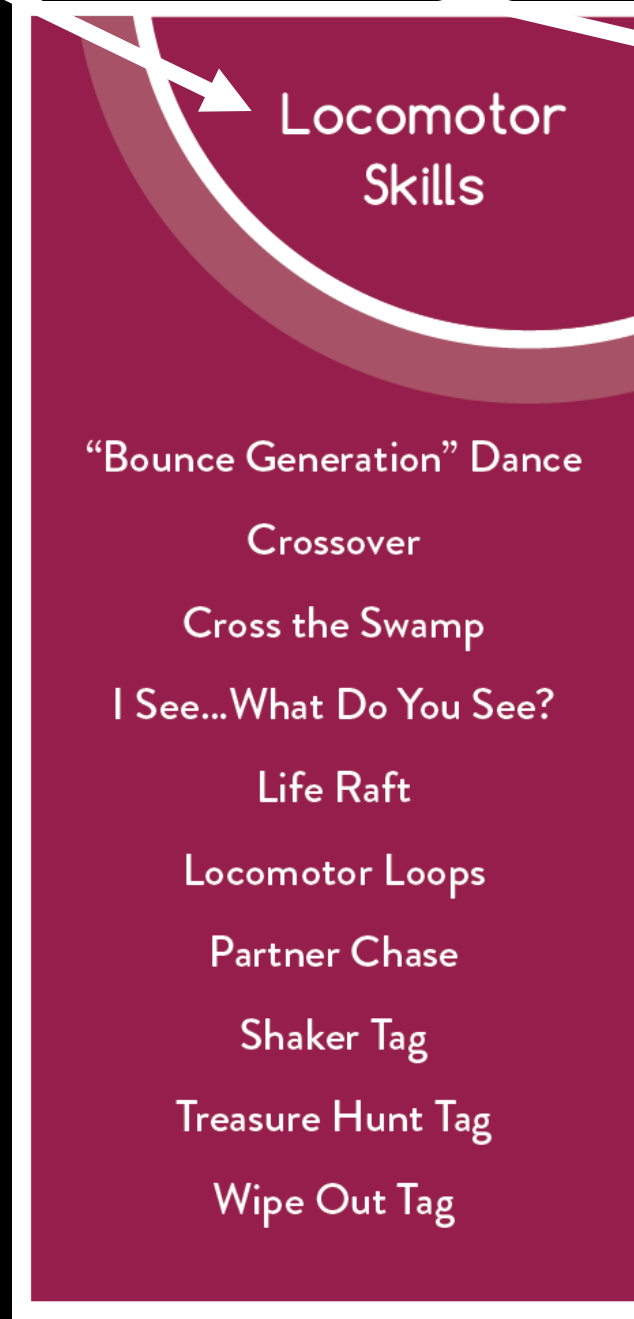 Locomotor
Skills
“Bounce Generation” Dance
Crossover
Cross the Swamp
I See...What Do You See?
Life Raft
Locomotor Loops
Partner Chase
Shaker Tag
Treasure Hunt Tag
Wipe Out Tag